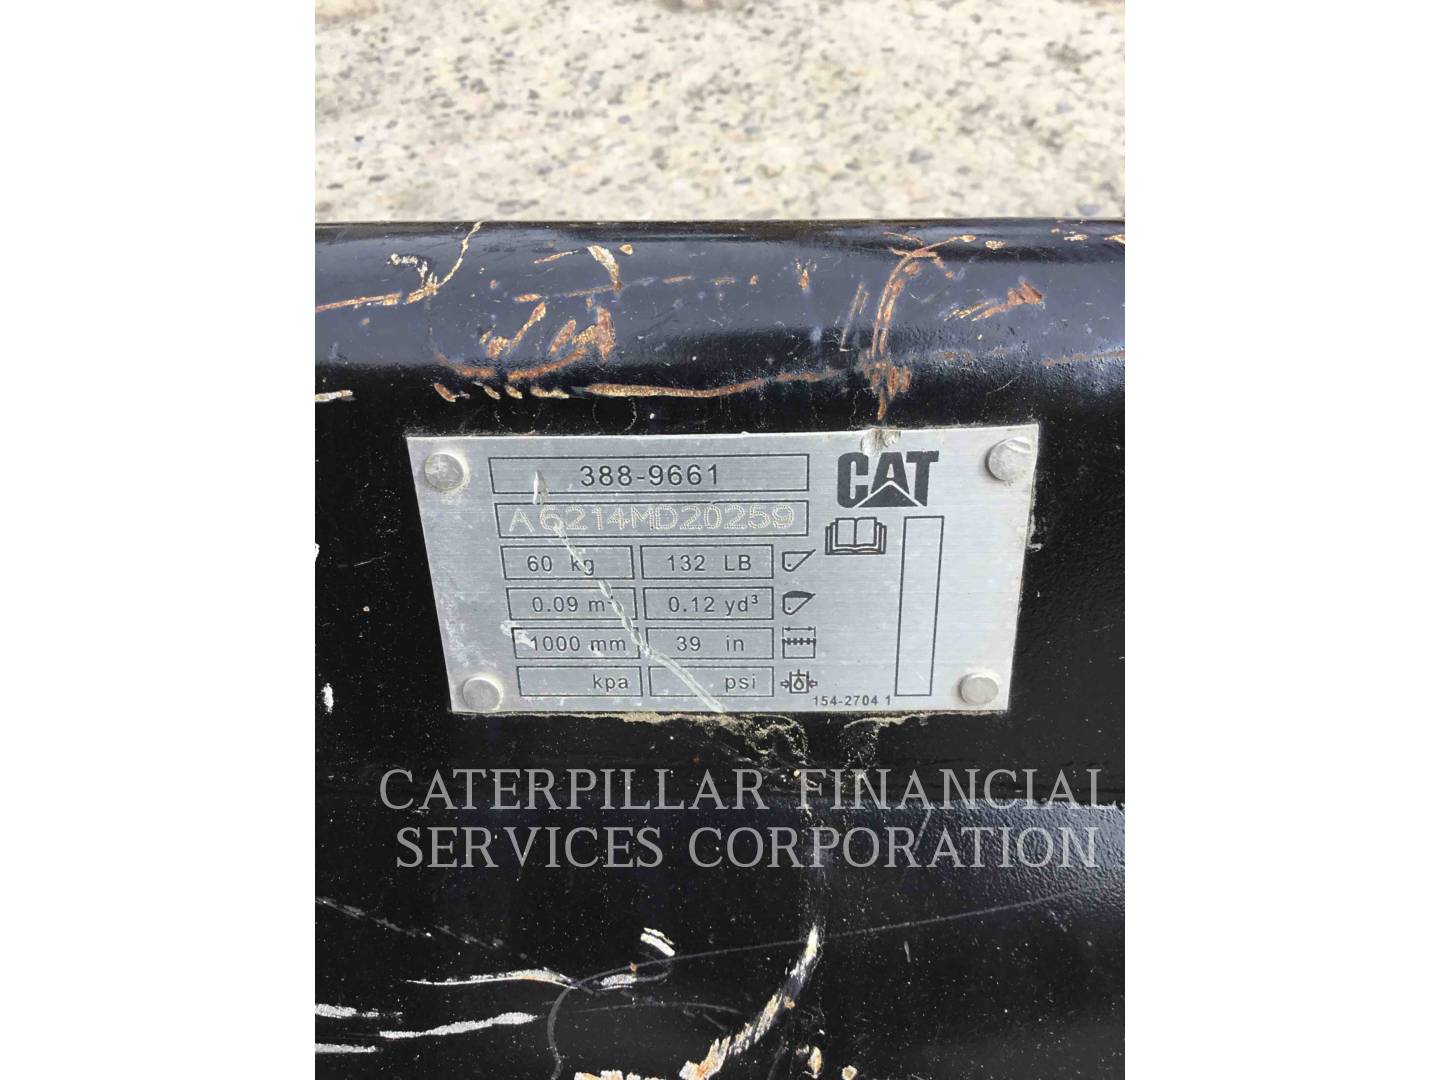 388-9661
CAT
A6214MD20259
60 kg 132 LB
0.09 m³ 0.12 yd³
1000 mm 39 in
kpa psi
154-2704 1
CATERPILLAR FINANCIAL
SERVICES CORPORATION